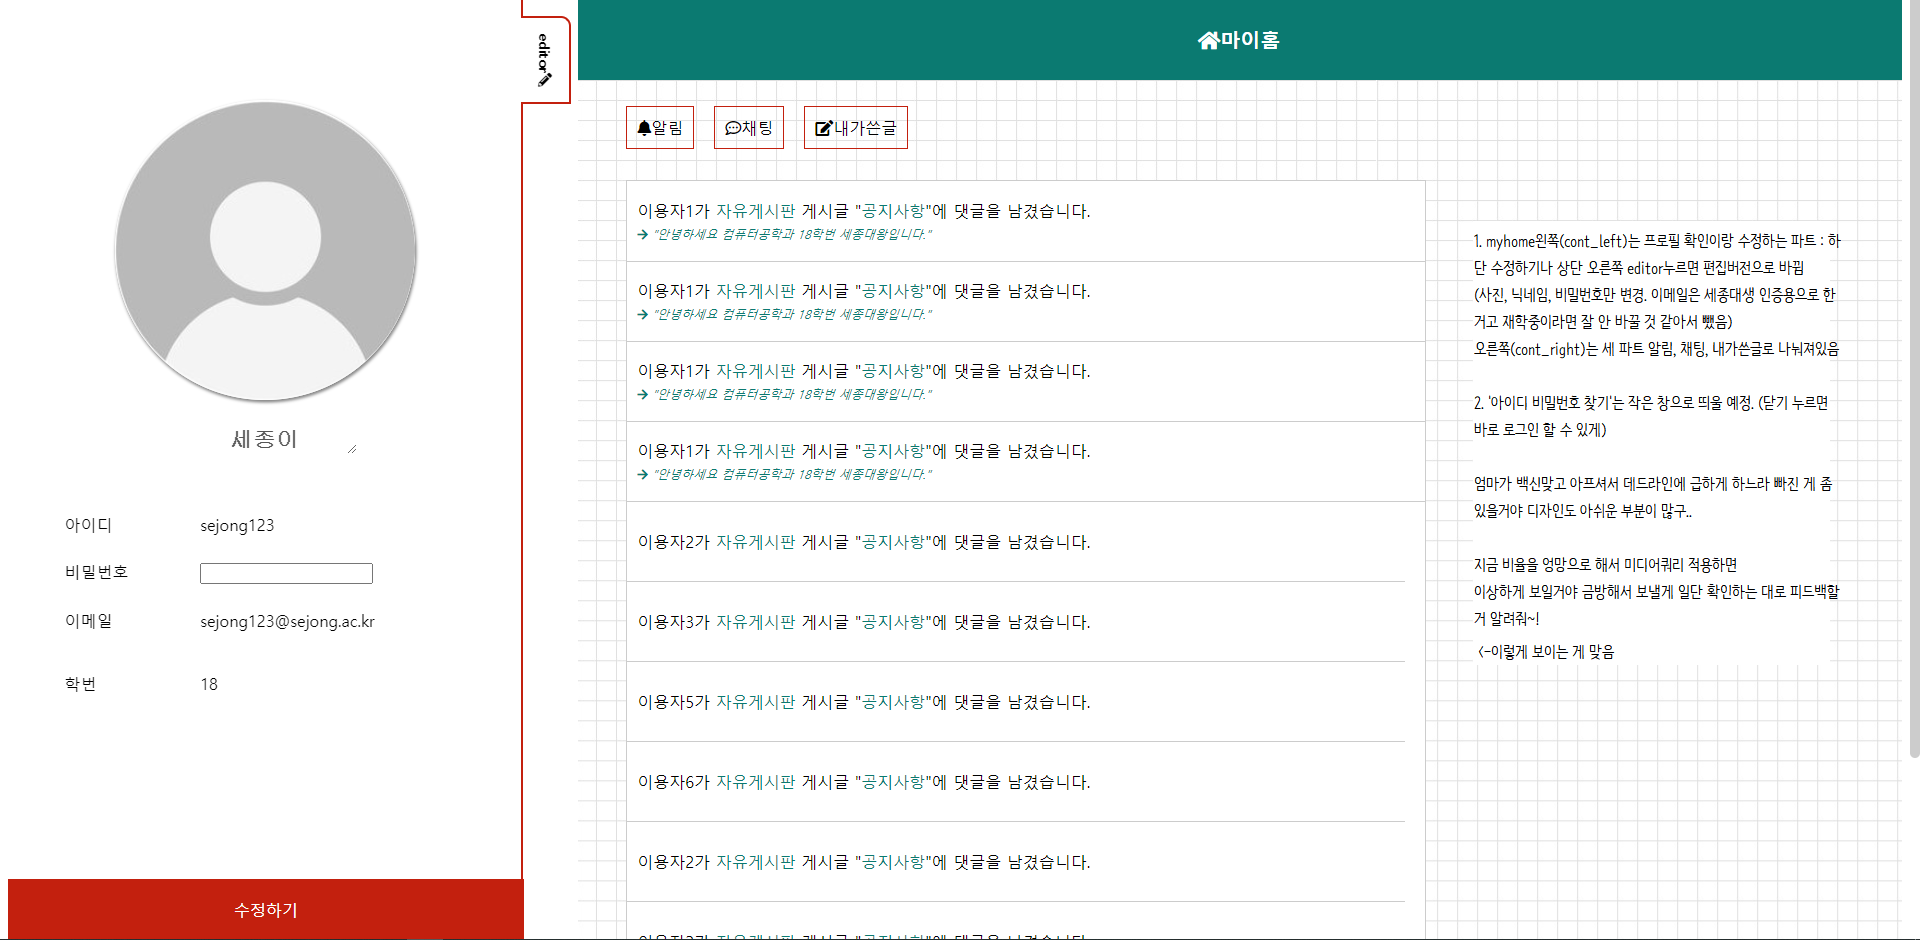 editor
마이홈
알림
채팅
내가쓴글
세종이
아이디 sejong123
비밀번호
이메일 sejong123@sejong.ac.kr
학번 18
수정하기
이용자1가 자유게시판 게시글 "공지사항"에 댓글을 남겼습니다.
"안녕하세요 컴퓨터공학과 18학번 세종대왕입니다."
이용자1가 자유게시판 게시글 "공지사항"에 댓글을 남겼습니다.
"안녕하세요 컴퓨터공학과 18학번 세종대왕입니다."
이용자1가 자유게시판 게시글 "공지사항"에 댓글을 남겼습니다.
"안녕하세요 컴퓨터공학과 18학번 세종대왕입니다."
이용자1가 자유게시판 게시글 "공지사항"에 댓글을 남겼습니다.
"안녕하세요 컴퓨터공학과 18학번 세종대왕입니다."
이용자2가 자유게시판 게시글 "공지사항"에 댓글을 남겼습니다.
이용자3가 자유게시판 게시글 "공지사항"에 댓글을 남겼습니다.
이용자5가 자유게시판 게시글 "공지사항"에 댓글을 남겼습니다.
이용자6가 자유게시판 게시글 "공지사항"에 댓글을 남겼습니다.
이용자2가 자유게시판 게시글 "공지사항"에 댓글을 남겼습니다.
1. myhome왼쪽(cont_left)는 프로필 확인이랑 수정하는 파트 : 하
단 수정하기나 상단 오른쪽 editor누르면 편집버전으로 바뀜
(사진, 닉네임, 비밀번호만 변경. 이메일은 세종대생 인증용으로 한
거고 재학중이라면 잘 안 바꿀 것 같아서 뺐음)
오른쪽(cont_right)는 세 파트 알림, 채팅, 내가쓴글로 나눠져있음
2. '아이디 비밀번호 찾기'는 작은 창으로 띄울 예정. (닫기 누르면
바로 로그인 할 수 있게)
엄마가 백신맞고 아프셔서 데드라인에 급하게 하느라 빠진 게 좀
있을거야 디자인도 아쉬운 부분이 많구..
지금 비율을 엉망으로 해서 미디어쿼리 적용하면
이상하게 보일거야 금방해서 보낼게 일단 확인하는 대로 피드백할
거 알려줘~!
<-이렇게 보이는 게 맞음